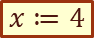 x := 4